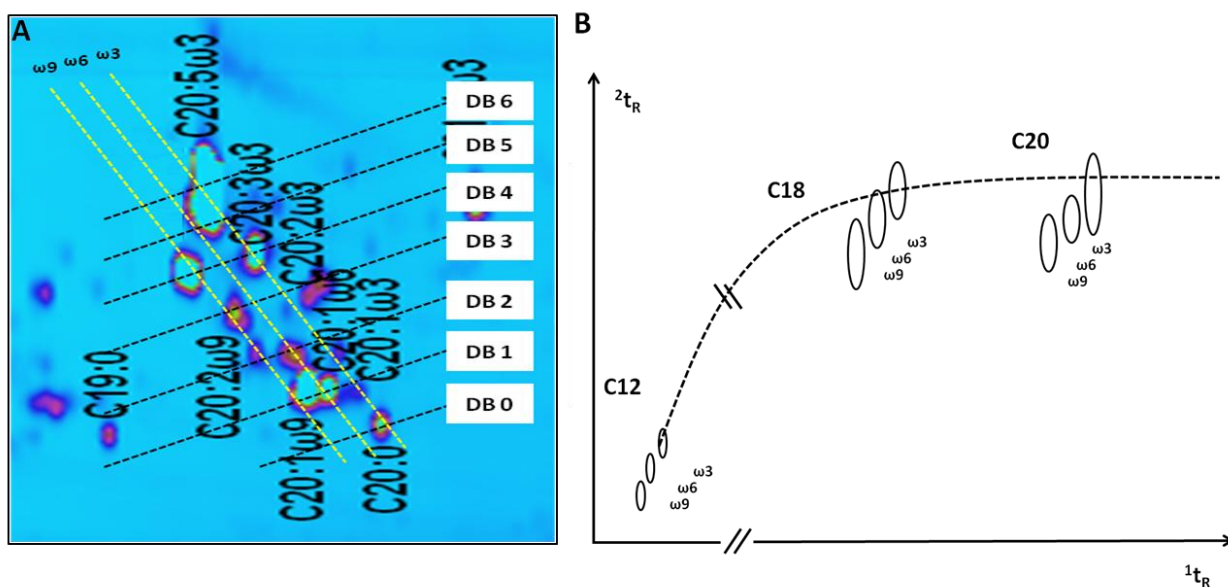 A
ω9 ω6 ω3
C20:5ω3
C20:3ω3
C20:2ω3
C20:1ω6
C20:1ω3
C19:0
C20:2ω9
C20:1ω9
C20:0
DB 6
DB 5
DB 4
DB 3
DB 2
DB 1
DB 0
B
²tR
C20
C18
ω3
ω6
ω9
ω3
ω6
ω9
C12
ω3
ω6
ω9
¹tR